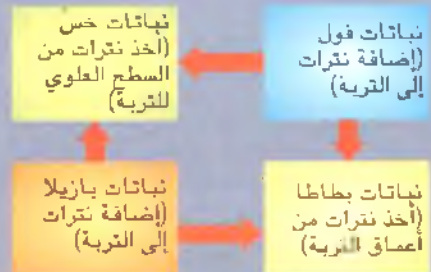 نباتات فول
(إضافة نترات
إلى التربة)
نباتات خس
(أخذ نترات من
السطح العلوي
للتربة)
نباتات بطاطا
(أخذ نترات من
أعماق التربة)
نباتات بازيلا
(إضافة نترات
إلى التربة)